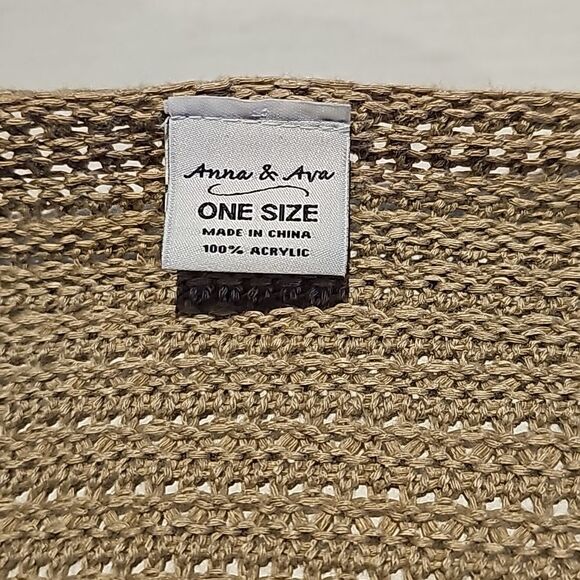 Anna & Ava
ONE SIZE
MADE IN CHINA
100% ACRYLIC